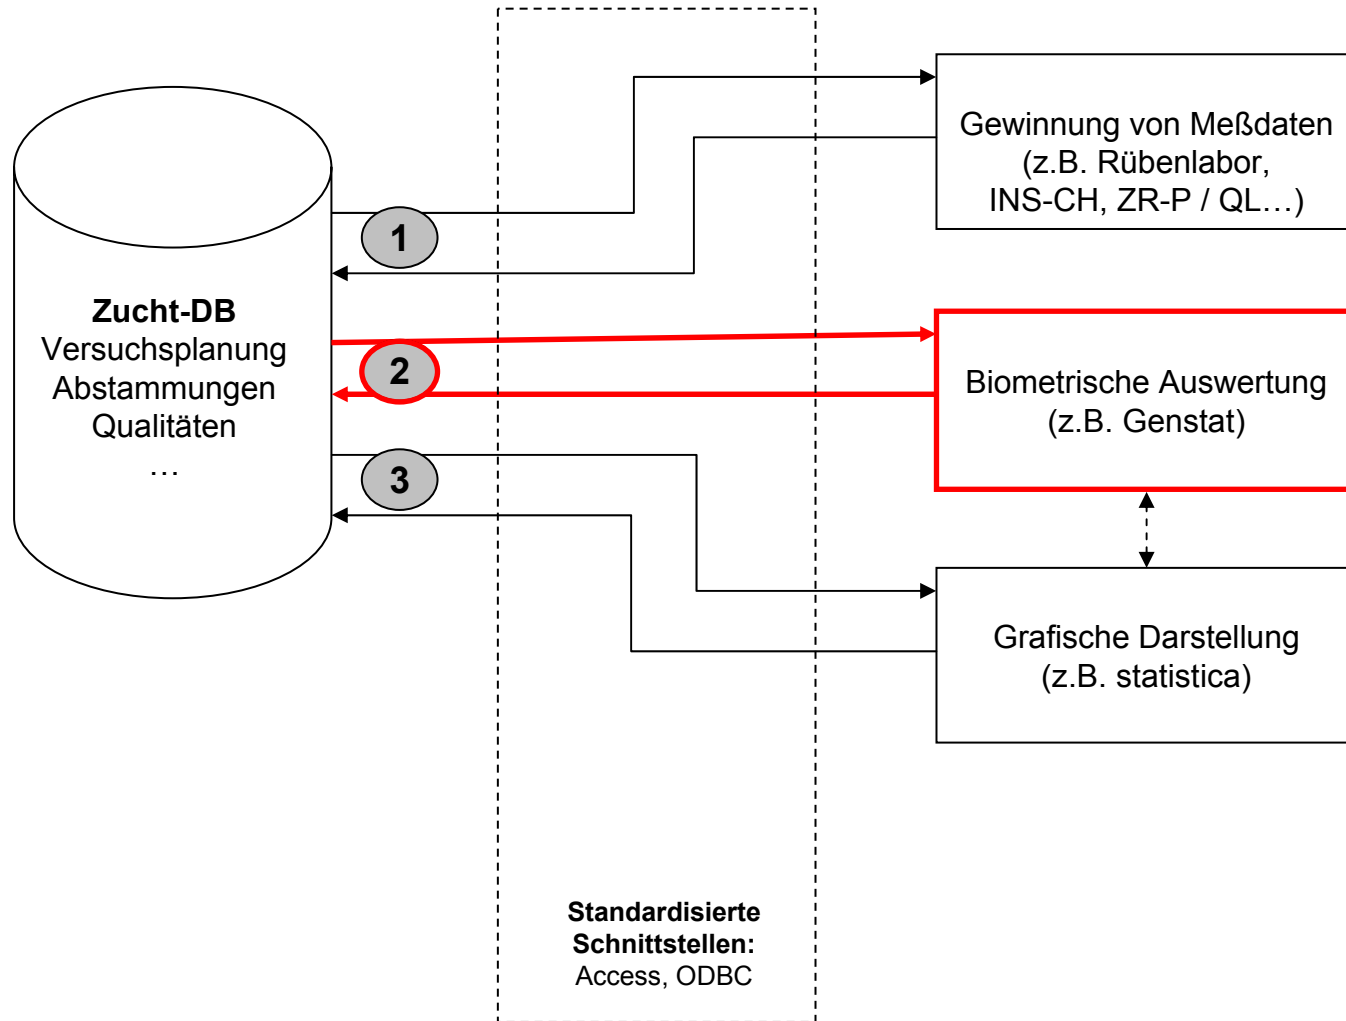 Zucht-DB
Versuchsplanung
Abstammungen
Qualitäten
…
1
2
3
Standardisierte
Schnittstellen:
Access, ODBC
Gewinnung von Meßdaten
(z.B. Rübenlabor,
INS-CH, ZR-P / QL…)
Biometrische Auswertung
(z.B. Genstat)
Grafische Darstellung
(z.B. statistica)